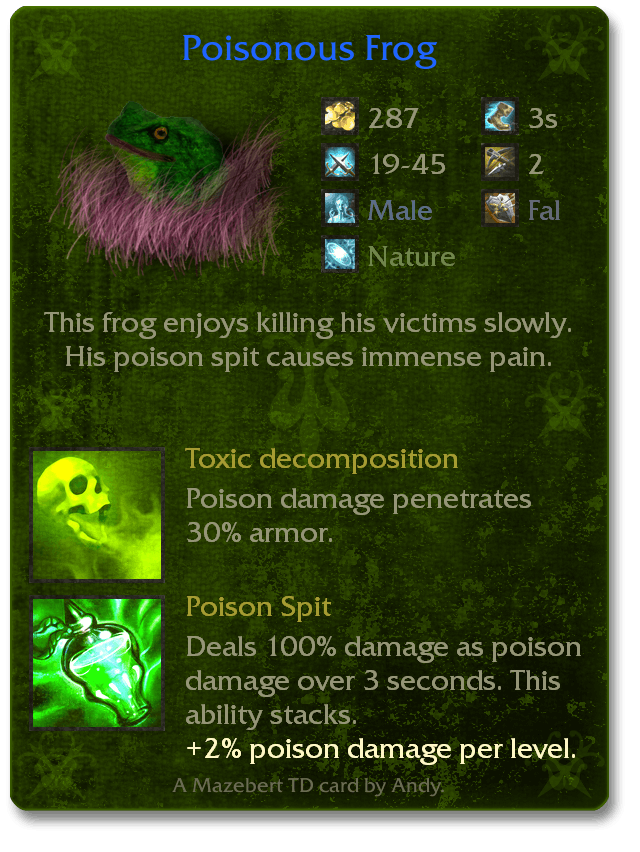 Poisonous Frog
287 3s
19-45 2
Male Fal
Nature
This frog enjoys killing his victims slowly.
His poison spit causes immense pain.
Toxic decomposition
Poison damage penetrates
30% armor.
Poison Spit
Deals 100% damage as poison
damage over 3 seconds. This
ability stacks.
+2% poison damage per level.
A Mazebert TD card by Andy.